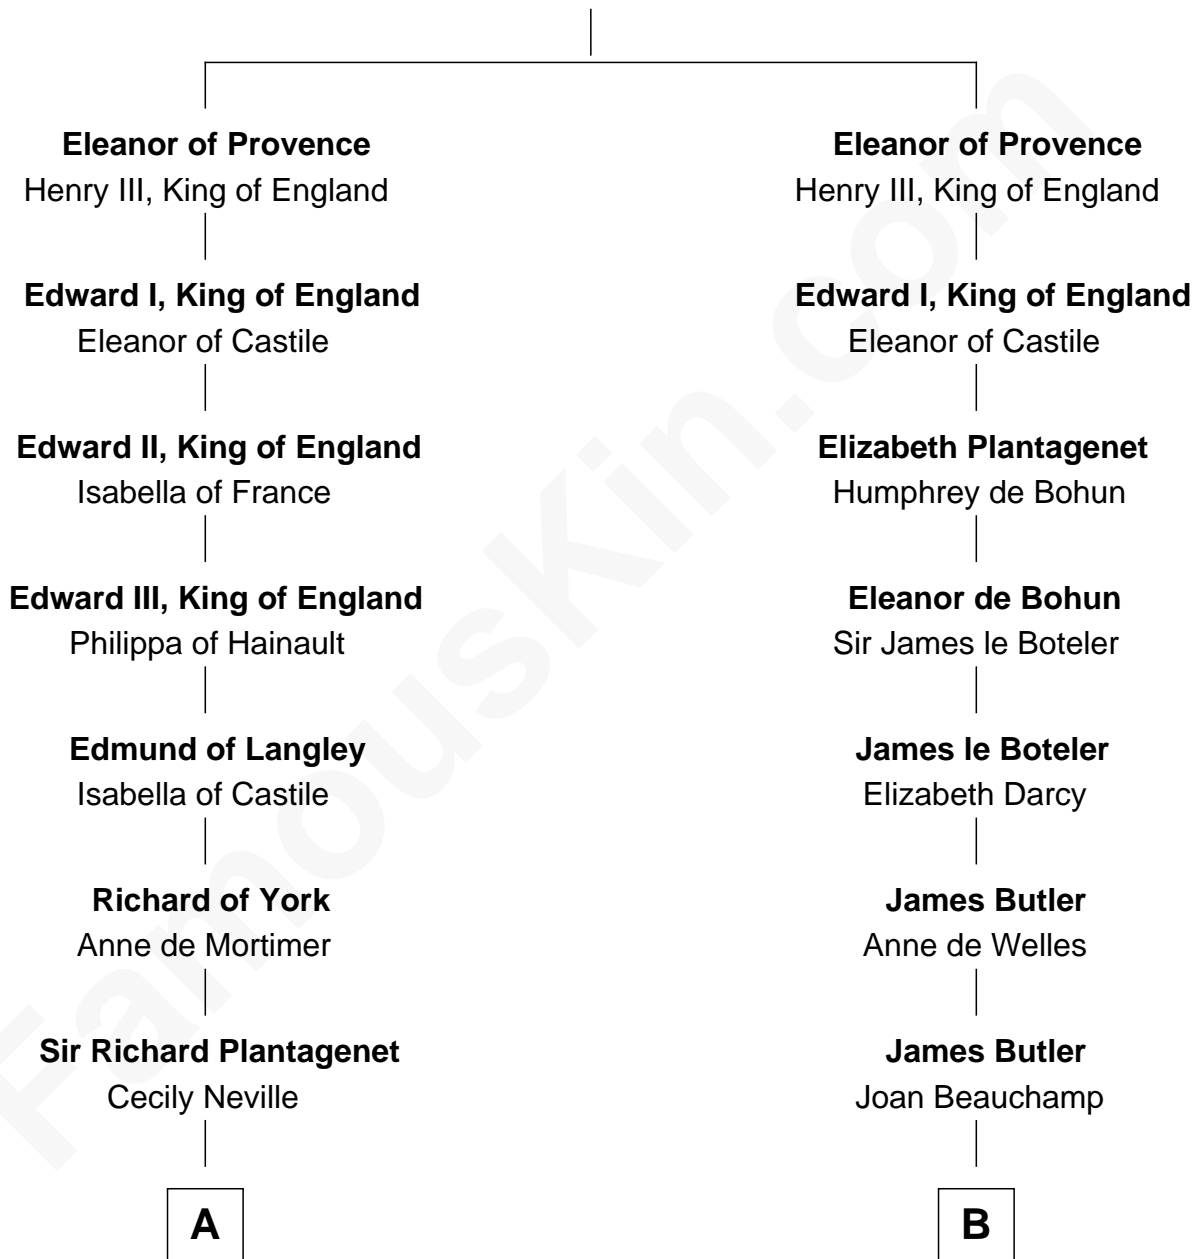 Eleanor of Provence
Henry III, King of England
Edward I, King of England
Eleanor of Castile
Edward II, King of England
Isabella of France
Edward III, King of England
Philippa of Hainault
Edmund of Langley
Isabella of Castile
Richard of York
Anne de Mortimer
Sir Richard Plantagenet
Cecily Neville
A
Eleanor of Provence
Henry III, King of England
Edward I, King of England
Eleanor of Castile
Elizabeth Plantagenet
Humphrey de Bohun
Eleanor de Bohun
Sir James le Boteler
James le Boteler
Elizabeth Darcy
James Butler
Anne de Welles
James Butler
Joan Beauchamp
B
FamousKin.com